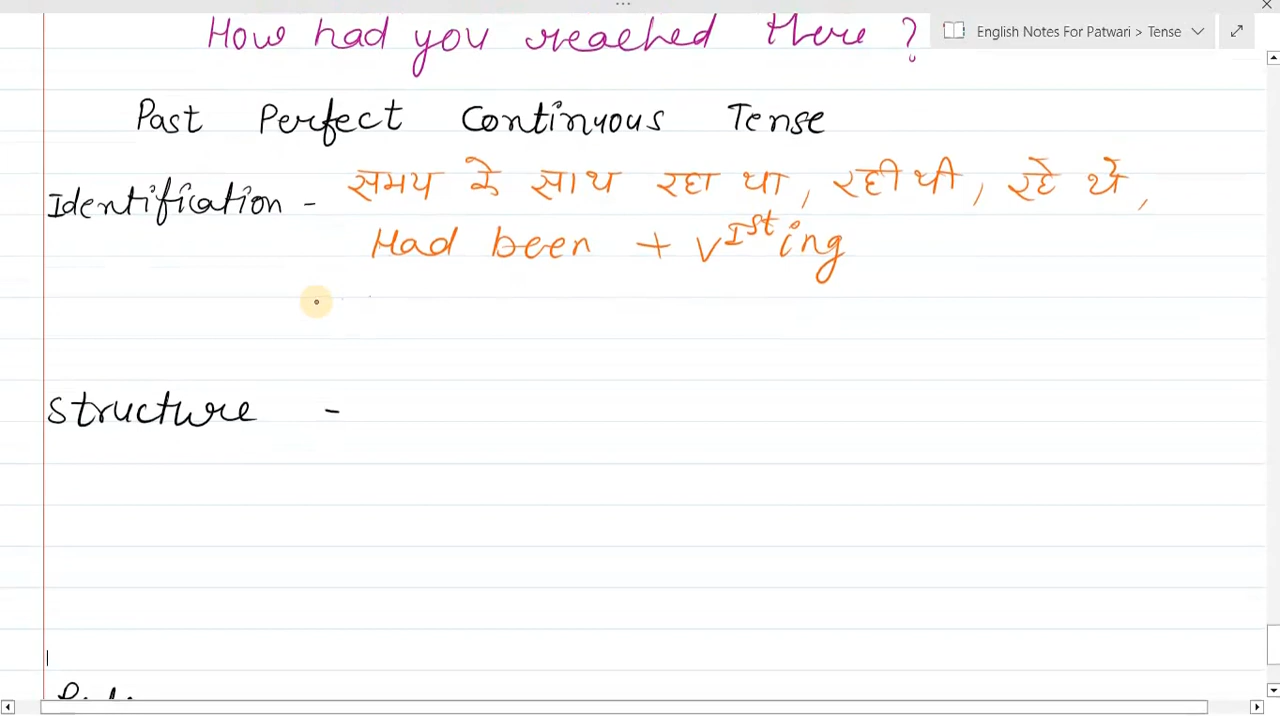 How had you reached there ?
English Notes For Patwari > Tense
Past Perfect Continuous Tense
Identification - समय के साथ रहा था, रही थी, रहे थे,
Had been + VIst ing
Structure -